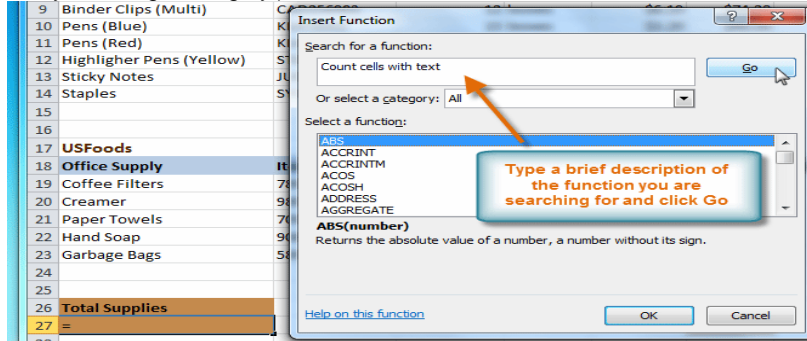 9 Binder Clips (Multi)
10 Pens (Blue)
11 Pens (Red)
12 Highligher Pens (Yellow)
13 Sticky Notes
14 Staples
15
16
17 USFoods
18 Office Supply
19 Coffee Filters
20 Creamer
21 Paper Towels
22 Hand Soap
23 Garbage Bags
24
25
26 Total Supplies
27 =
Insert Function
Search for a function:
Count cells with text
Go
Or select a category: All
Select a function:
ABS
ACCRINT
ACCRINTM
ACOS
ACOSH
ADDRESS
AGGREGATE
Type a brief description of
the function you are
searching for and click Go
ABS(number)
Returns the absolute value of a number, a number without its sign.
Help on this function
OK
Cancel